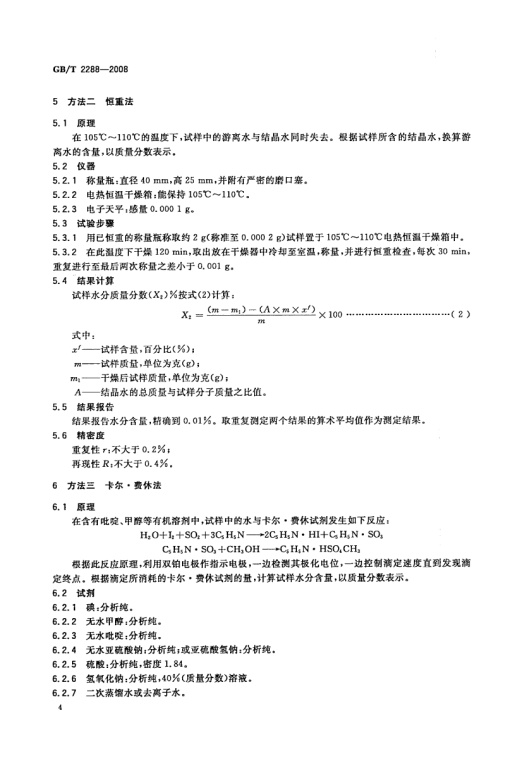 GB/T 2288—2008
5 方法二 恒重法
5.1 原理
在105℃~110℃的温度下,试样中的游离水与结晶水同时失去。根据试样所含的结晶水,换算游
离水的含量,以质量分数表示。
5.2 仪器
5.2.1 称量瓶:直径40 mm,高25 mm,并附有严密的磨口塞。
5.2.2 电热恒温干燥箱:能保持105℃~110℃。
5.2.3 电子天平:感量0.000 1 g。
5.3 试验步骤
5.3.1 用已恒重的称量瓶称取约2 g(称准至0.000 2 g)试样置于105℃~110℃电热恒温干燥箱中。
5.3.2 在此温度下干燥120 min,取出放在干燥器中冷却至室温,称量,并进行恒重检查,每次30 min,
重复进行至最后两次称量之差小于0.001 g。
5.4 结果计算
试样水分质量分数(X₂)%按式(2)计算:
X₂ = (m－m₁)－(A×m×x′) / m ×100 ……………………………( 2 )
式中:
x′——试样含量,百分比(%);
m——试样质量,单位为克(g);
m₁——干燥后试样质量,单位为克(g);
A——结晶水的总质量与试样分子质量之比值。
5.5 结果报告
结果报告水分含量,精确到0.01%。取重复测定两个结果的算术平均值作为测定结果。
5.6 精密度
重复性r:不大于0.2%;
再现性R:不大于0.4%。
6 方法三 卡尔·费休法
6.1 原理
在含有吡啶、甲醇等有机溶剂中,试样中的水与卡尔·费休试剂发生如下反应:
H₂O+I₂+SO₂+3C₅H₅N⟶2C₅H₅N·HI+C₅H₅N·SO₃
C₅H₅N·SO₃+CH₃OH⟶C₅H₅N·HSO₄CH₃
根据此反应原理,利用双铂电极作指示电极,一边检测其极化电位,一边控制滴定速度直到发现滴
定终点。根据滴定所消耗的卡尔·费休试剂的量,计算试样水分含量,以质量分数表示。
6.2 试剂
6.2.1 碘:分析纯。
6.2.2 无水甲醇:分析纯。
6.2.3 无水吡啶:分析纯。
6.2.4 无水亚硫酸钠:分析纯;或亚硫酸氢钠:分析纯。
6.2.5 硫酸:分析纯,密度1.84。
6.2.6 氢氧化钠:分析纯,40%(质量分数)溶液。
6.2.7 二次蒸馏水或去离子水。
4